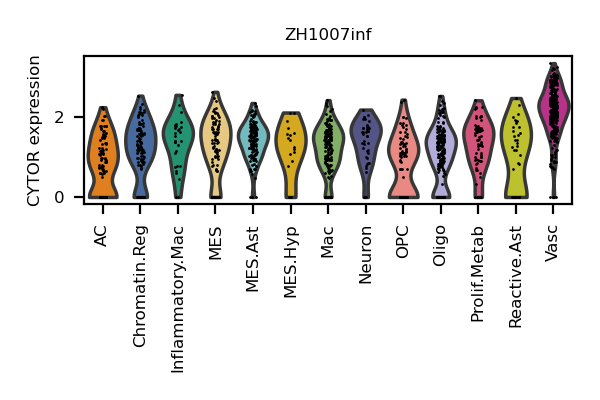 ZH1007inf
CYTOR expression
2
0
AC
Chromatin.Reg
Inflammatory.Mac
MES
MES.Ast
MES.Hyp
Mac
Neuron
OPC
Oligo
Prolif.Metab
Reactive.Ast
Vasc